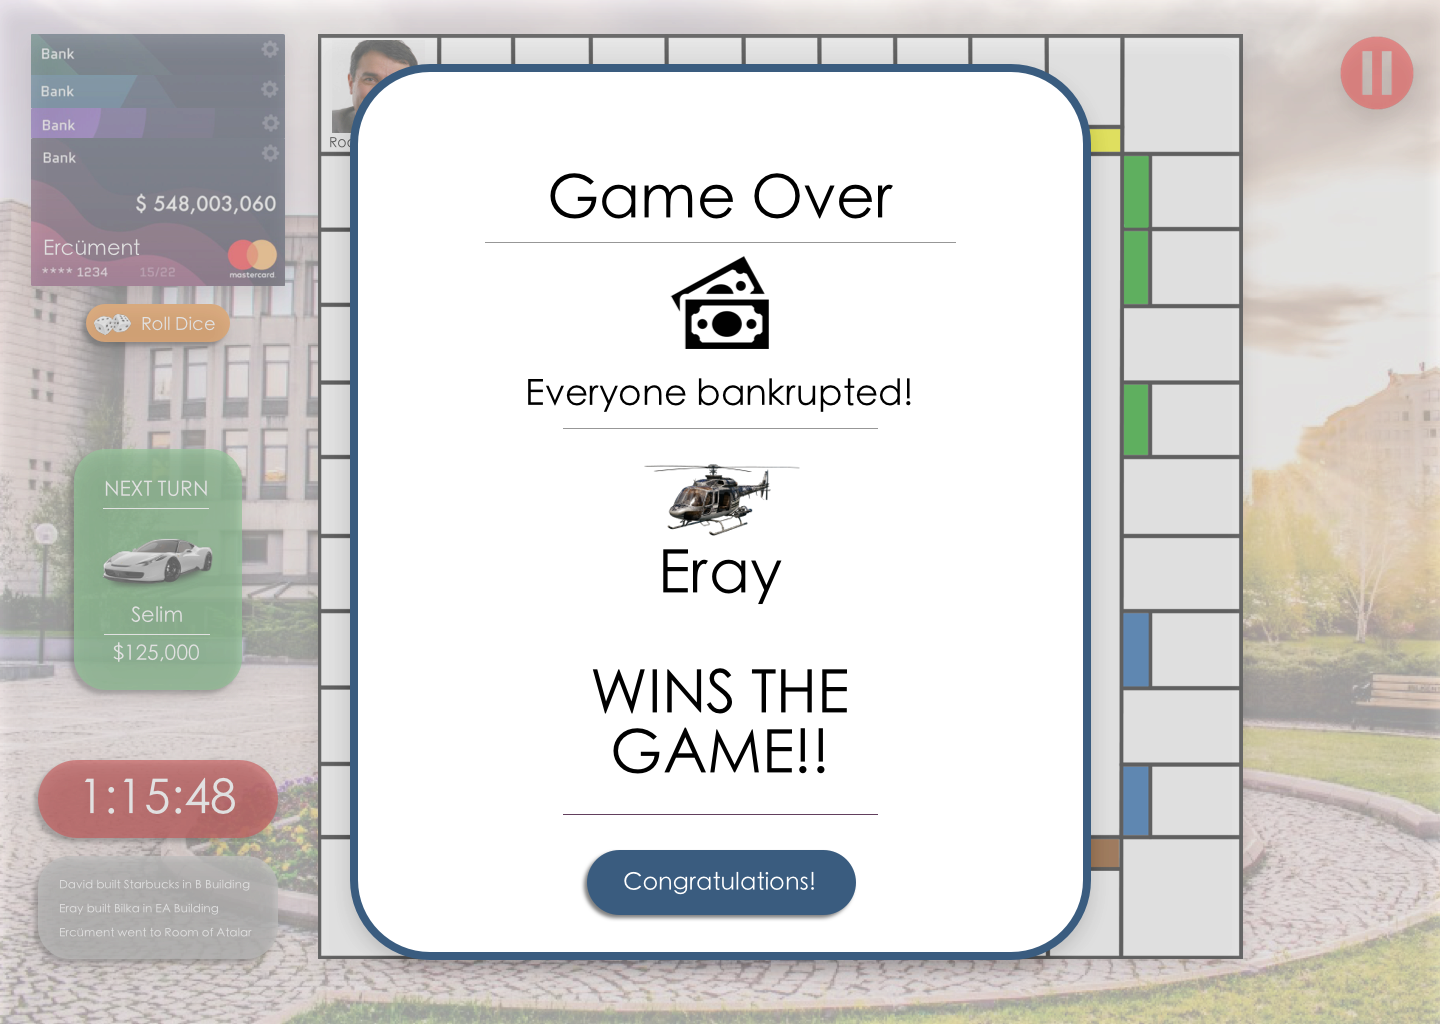 Bank
Bank
Bank
Bank
$ 548,003,060
Ercüment
**** 1234 15/22
mastercard
Roll Dice
NEXT TURN
Selim
$125,000
1:15:48
David built Starbucks in B Building
Eray built Bilka in EA Building
Ercüment went to Room of Atalar
Game Over
Everyone bankrupted!
Eray
WINS THE
GAME!!
Congratulations!